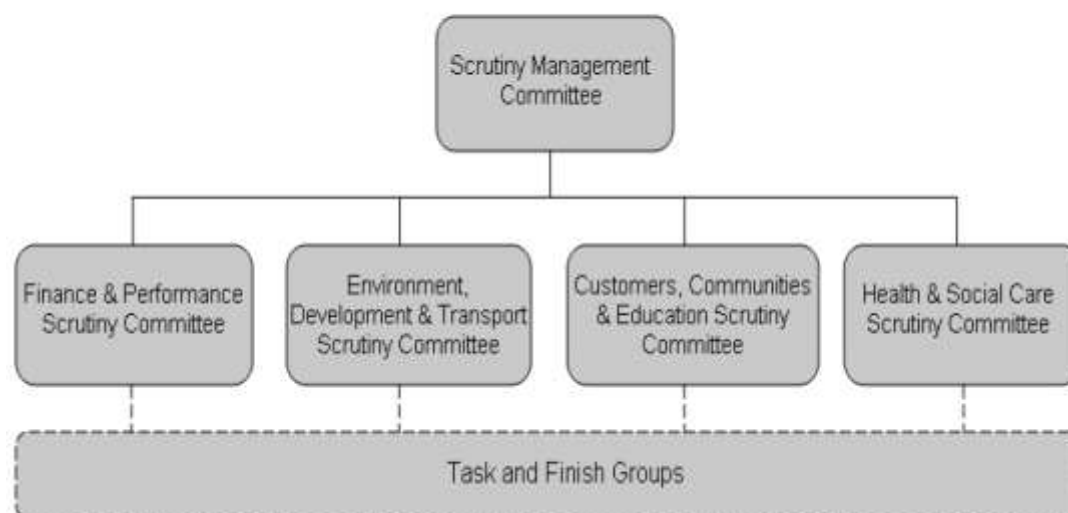 Scrutiny Management
Committee
Finance & Performance
Scrutiny Committee
Environment,
Development & Transport
Scrutiny Committee
Customers, Communities
& Education Scrutiny
Committee
Health & Social Care
Scrutiny Committee
Task and Finish Groups